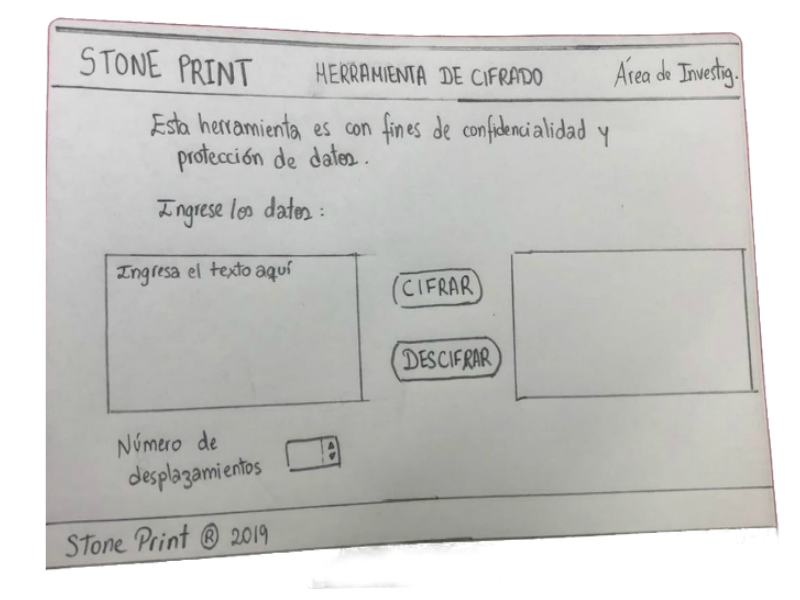 STONE PRINT HERRAMIENTA DE CIFRADO Área de Investig.
Esta herramienta es con fines de confidencialidad y
protección de datos.
Ingrese los datos:
Ingresa el texto aquí
CIFRAR
DESCIFRAR
Número de
desplazamientos
Stone Print ® 2019